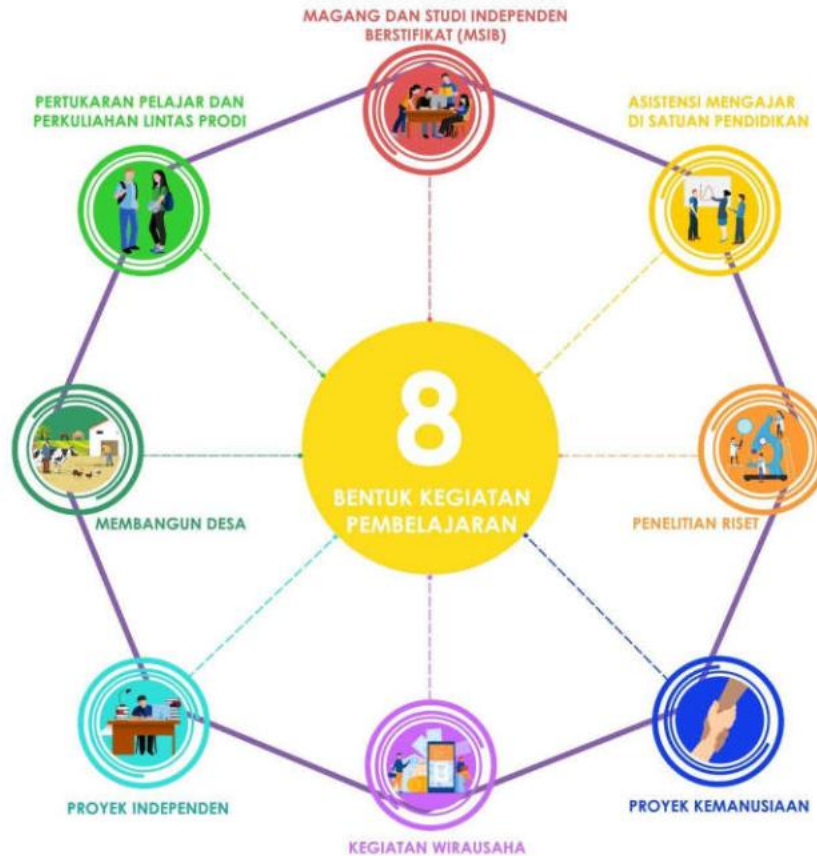 MAGANG DAN STUDI INDEPENDEN
BERSTIFIKAT (MSIB)
PERTUKARAN PELAJAR DAN
PERKULIAHAN LINTAS PRODI
ASISTENSI MENGAJAR
DI SATUAN PENDIDIKAN
8
BENTUK KEGIATAN
PEMBELAJARAN
MEMBANGUN DESA
PENELITIAN RISET
PROYEK INDEPENDEN
PROYEK KEMANUSIAAN
KEGIATAN WIRAUSAHA